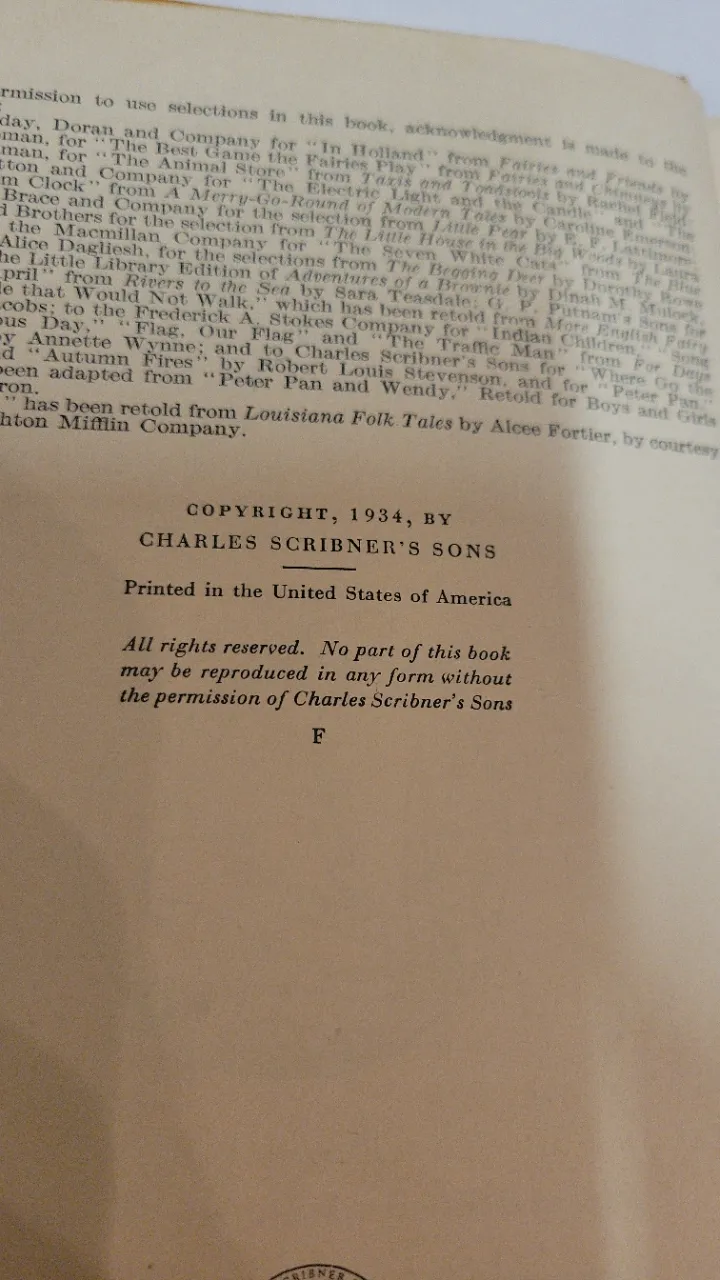 rmission to use selections in this book, acknowledgment is made to the
day, Doran and Company for "In Holland" from Fairies and Friends by
man, for "The Best Game the Fairies Play" from Fairies and Chimneys by
man, for "The Animal Store" from Taxis and Toadstools by Rachel Field
tton and Company for "The Electric Light and the Candle" and "The
m Clock" from A Merry-Go-Round of Modern Tales by Caroline Emerson
Brace and Company for the selection from Little Pear by E. F. Lattimore
d Brothers for the selection from The Little House in the Big Woods by Laura
the Macmillan Company for "The Seven White Cats" from The Blue
Alice Dagliesh, for the selections from The Begging Deer by Dorothy Rowe
he Little Library Edition of Adventures of a Brownie by Dinah M. Mulock,
pril" from Rivers to the Sea by Sara Teasdale; G. P. Putnam's Sons for
le that Would Not Walk," which has been retold from More English Fairy
cobs; to the Frederick A. Stokes Company for "Indian Children," "Song
ous Day," "Flag, Our Flag" and "The Traffic Man" from For Days
y Annette Wynne; and to Charles Scribner's Sons for "Where Go the
d "Autumn Fires" by Robert Louis Stevenson, and for "Peter Pan,"
been adapted from "Peter Pan and Wendy," Retold for Boys and Girls
ron.
" has been retold from Louisiana Folk Tales by Alcee Fortier, by courtesy
hton Mifflin Company.
COPYRIGHT, 1934, BY
CHARLES SCRIBNER'S SONS
Printed in the United States of America
All rights reserved. No part of this book
may be reproduced in any form without
the permission of Charles Scribner's Sons
F
RIBNER